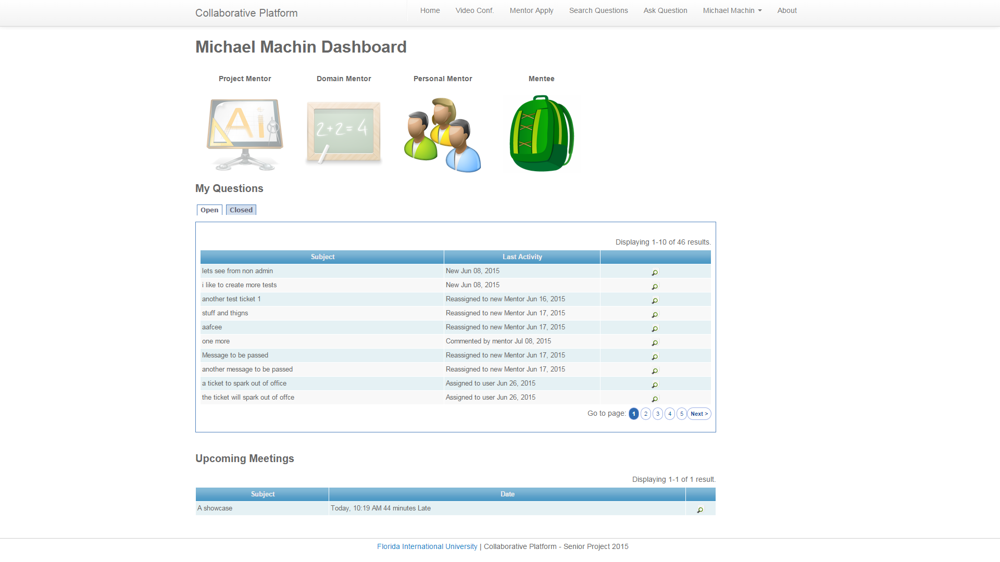 Collaborative Platform
Home Video Conf. Mentor Apply Search Questions Ask Question Michael Machin About
Michael Machin Dashboard
Project Mentor Domain Mentor Personal Mentor Mentee
Ai
2+2=4
My Questions
Open Closed
Displaying 1-10 of 46 results.
Subject Last Activity
lets see from non admin New Jun 08, 2015
i like to create more tests New Jun 08, 2015
another test ticket 1 Reassigned to new Mentor Jun 16, 2015
stuff and thigns Reassigned to new Mentor Jun 17, 2015
aafcee Reassigned to new Mentor Jun 17, 2015
one more Commented by mentor Jul 08, 2015
Message to be passed Reassigned to new Mentor Jun 17, 2015
another message to be passed Reassigned to new Mentor Jun 17, 2015
a ticket to spark out of office Assigned to user Jun 26, 2015
the ticket will spark out of offce Assigned to user Jun 26, 2015
Go to page: 1 2 3 4 5 Next >
Upcoming Meetings
Displaying 1-1 of 1 result.
Subject Date
A showcase Today, 10:19 AM 44 minutes Late
Florida International University | Collaborative Platform - Senior Project 2015